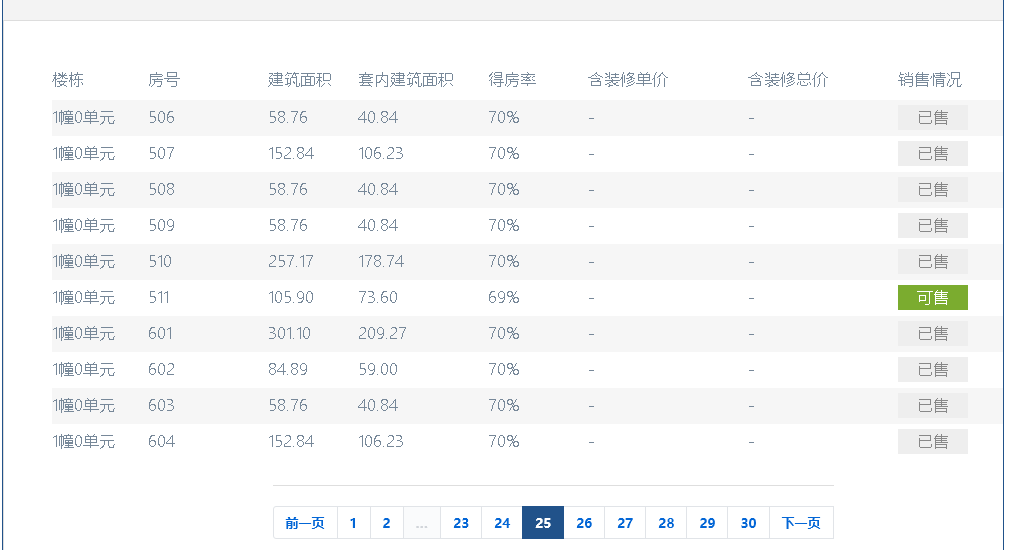 楼栋 房号 建筑面积 套内建筑面积 得房率 含装修单价 含装修总价 销售情况
1幢0单元 506 58.76 40.84 70% - - 已售
1幢0单元 507 152.84 106.23 70% - - 已售
1幢0单元 508 58.76 40.84 70% - - 已售
1幢0单元 509 58.76 40.84 70% - - 已售
1幢0单元 510 257.17 178.74 70% - - 已售
1幢0单元 511 105.90 73.60 69% - - 可售
1幢0单元 601 301.10 209.27 70% - - 已售
1幢0单元 602 84.89 59.00 70% - - 已售
1幢0单元 603 58.76 40.84 70% - - 已售
1幢0单元 604 152.84 106.23 70% - - 已售
前一页 1 2 ... 23 24 25 26 27 28 29 30 下一页